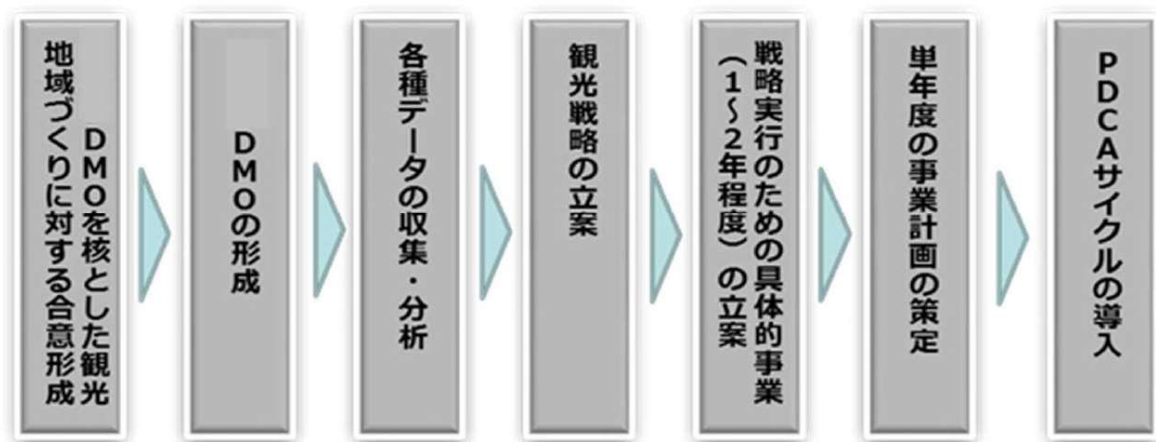 DMOを核とした観光
地域づくりに対する合意形成
DMOの形成
各種データの収集・分析
観光戦略の立案
戦略実行のための具体的事業
（1～2年程度）の立案
単年度の事業計画の策定
PDCAサイクルの導入